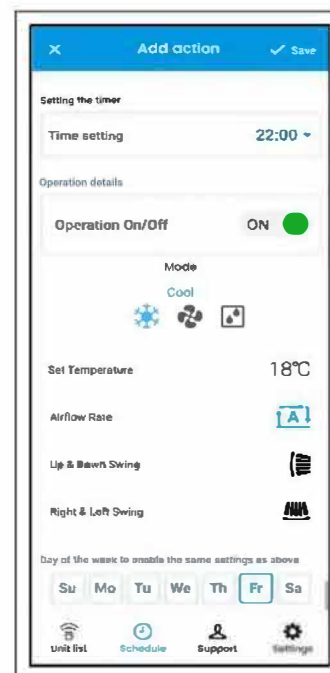 Add action
Save
Setting the timer
Time setting 22:00
Operation details
Operation On/Off ON
Mode
Cool
Set Temperature 18℃
Airflow Rate A
Up & Down Swing
Right & Left Swing
Day of the week to enable the same settings as above
Su Mo Tu We Th Fr Sa
Unit list Schedule Support Settings